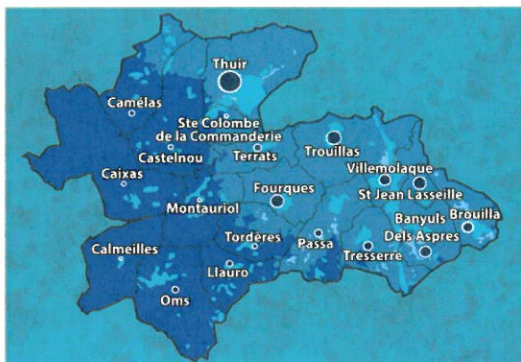 Thuir
Camélas
Ste Colombe
de la Commanderie
Castelnou
Terrats
Trouillas
Villemolaque
Caixas
Fourques
St Jean Lasseille
Montauriol
Banyuls
Brouilla
Calmeilles
Tordères
Passa
Dels Aspres
Llauro
Tresserre
Oms